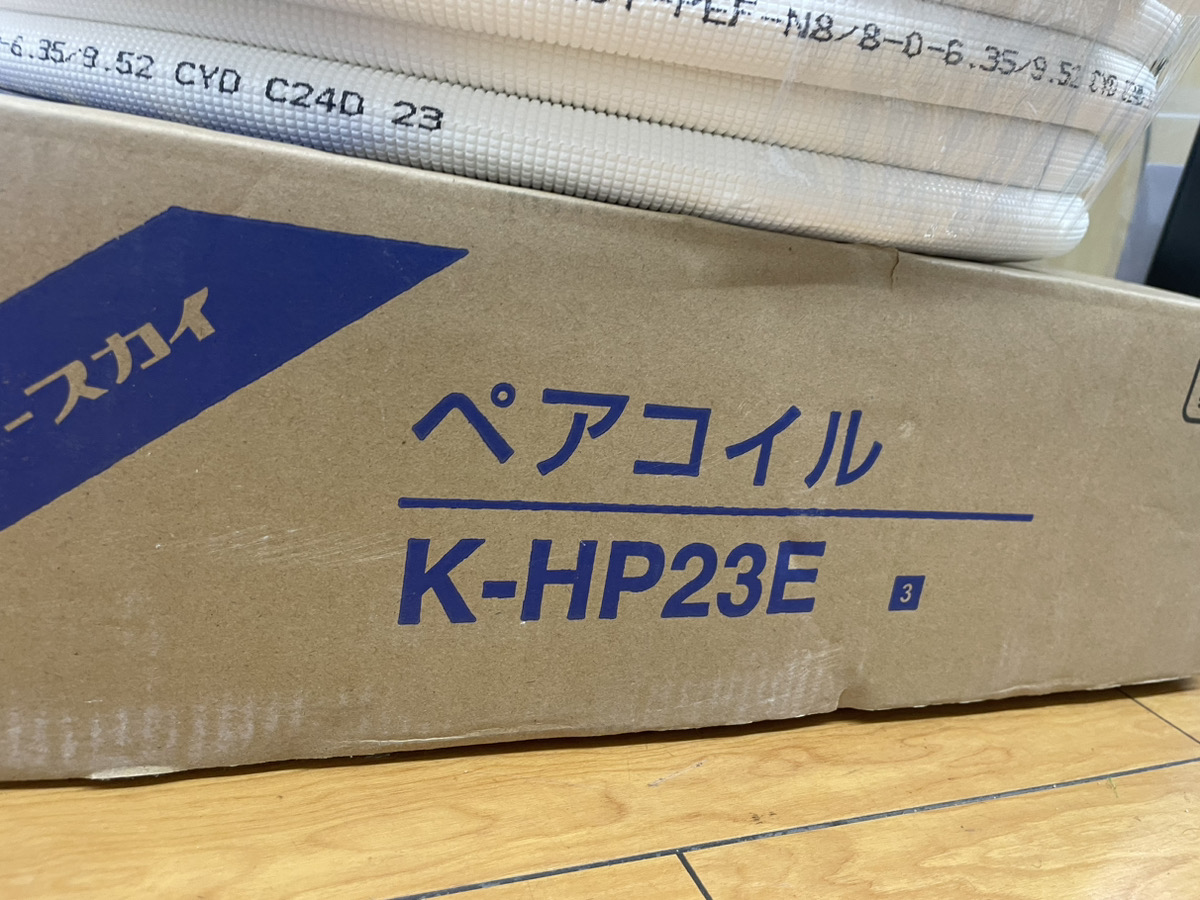 PEF-N8/8-D-6.35/9.52 CYD
-6.35/9.52 CYD C24D 23
ースカイ
ペアコイル
K-HP23E 3